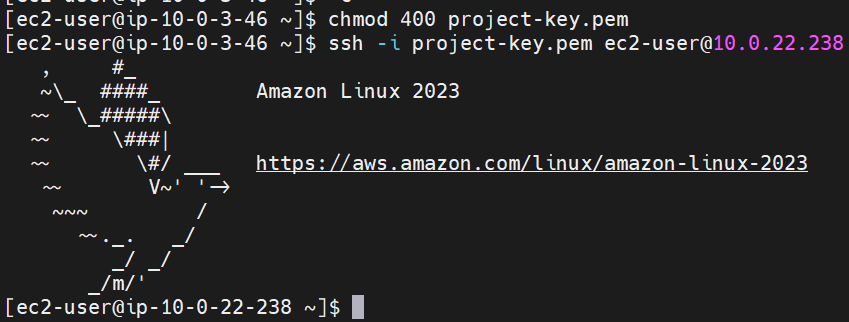 [ec2-user@ip-10-0-3-46 ~]$ chmod 400 project-key.pem
[ec2-user@ip-10-0-3-46 ~]$ ssh -i project-key.pem ec2-user@10.0.22.238
   ,     #_
   ~\_  ####_        Amazon Linux 2023
  ~~  \_#####\
  ~~     \###|
  ~~       \#/ ___   https://aws.amazon.com/linux/amazon-linux-2023
   ~~       V~' '->
    ~~~         /
      ~~._.   _/
         _/ _/
       _/m/'
[ec2-user@ip-10-0-22-238 ~]$